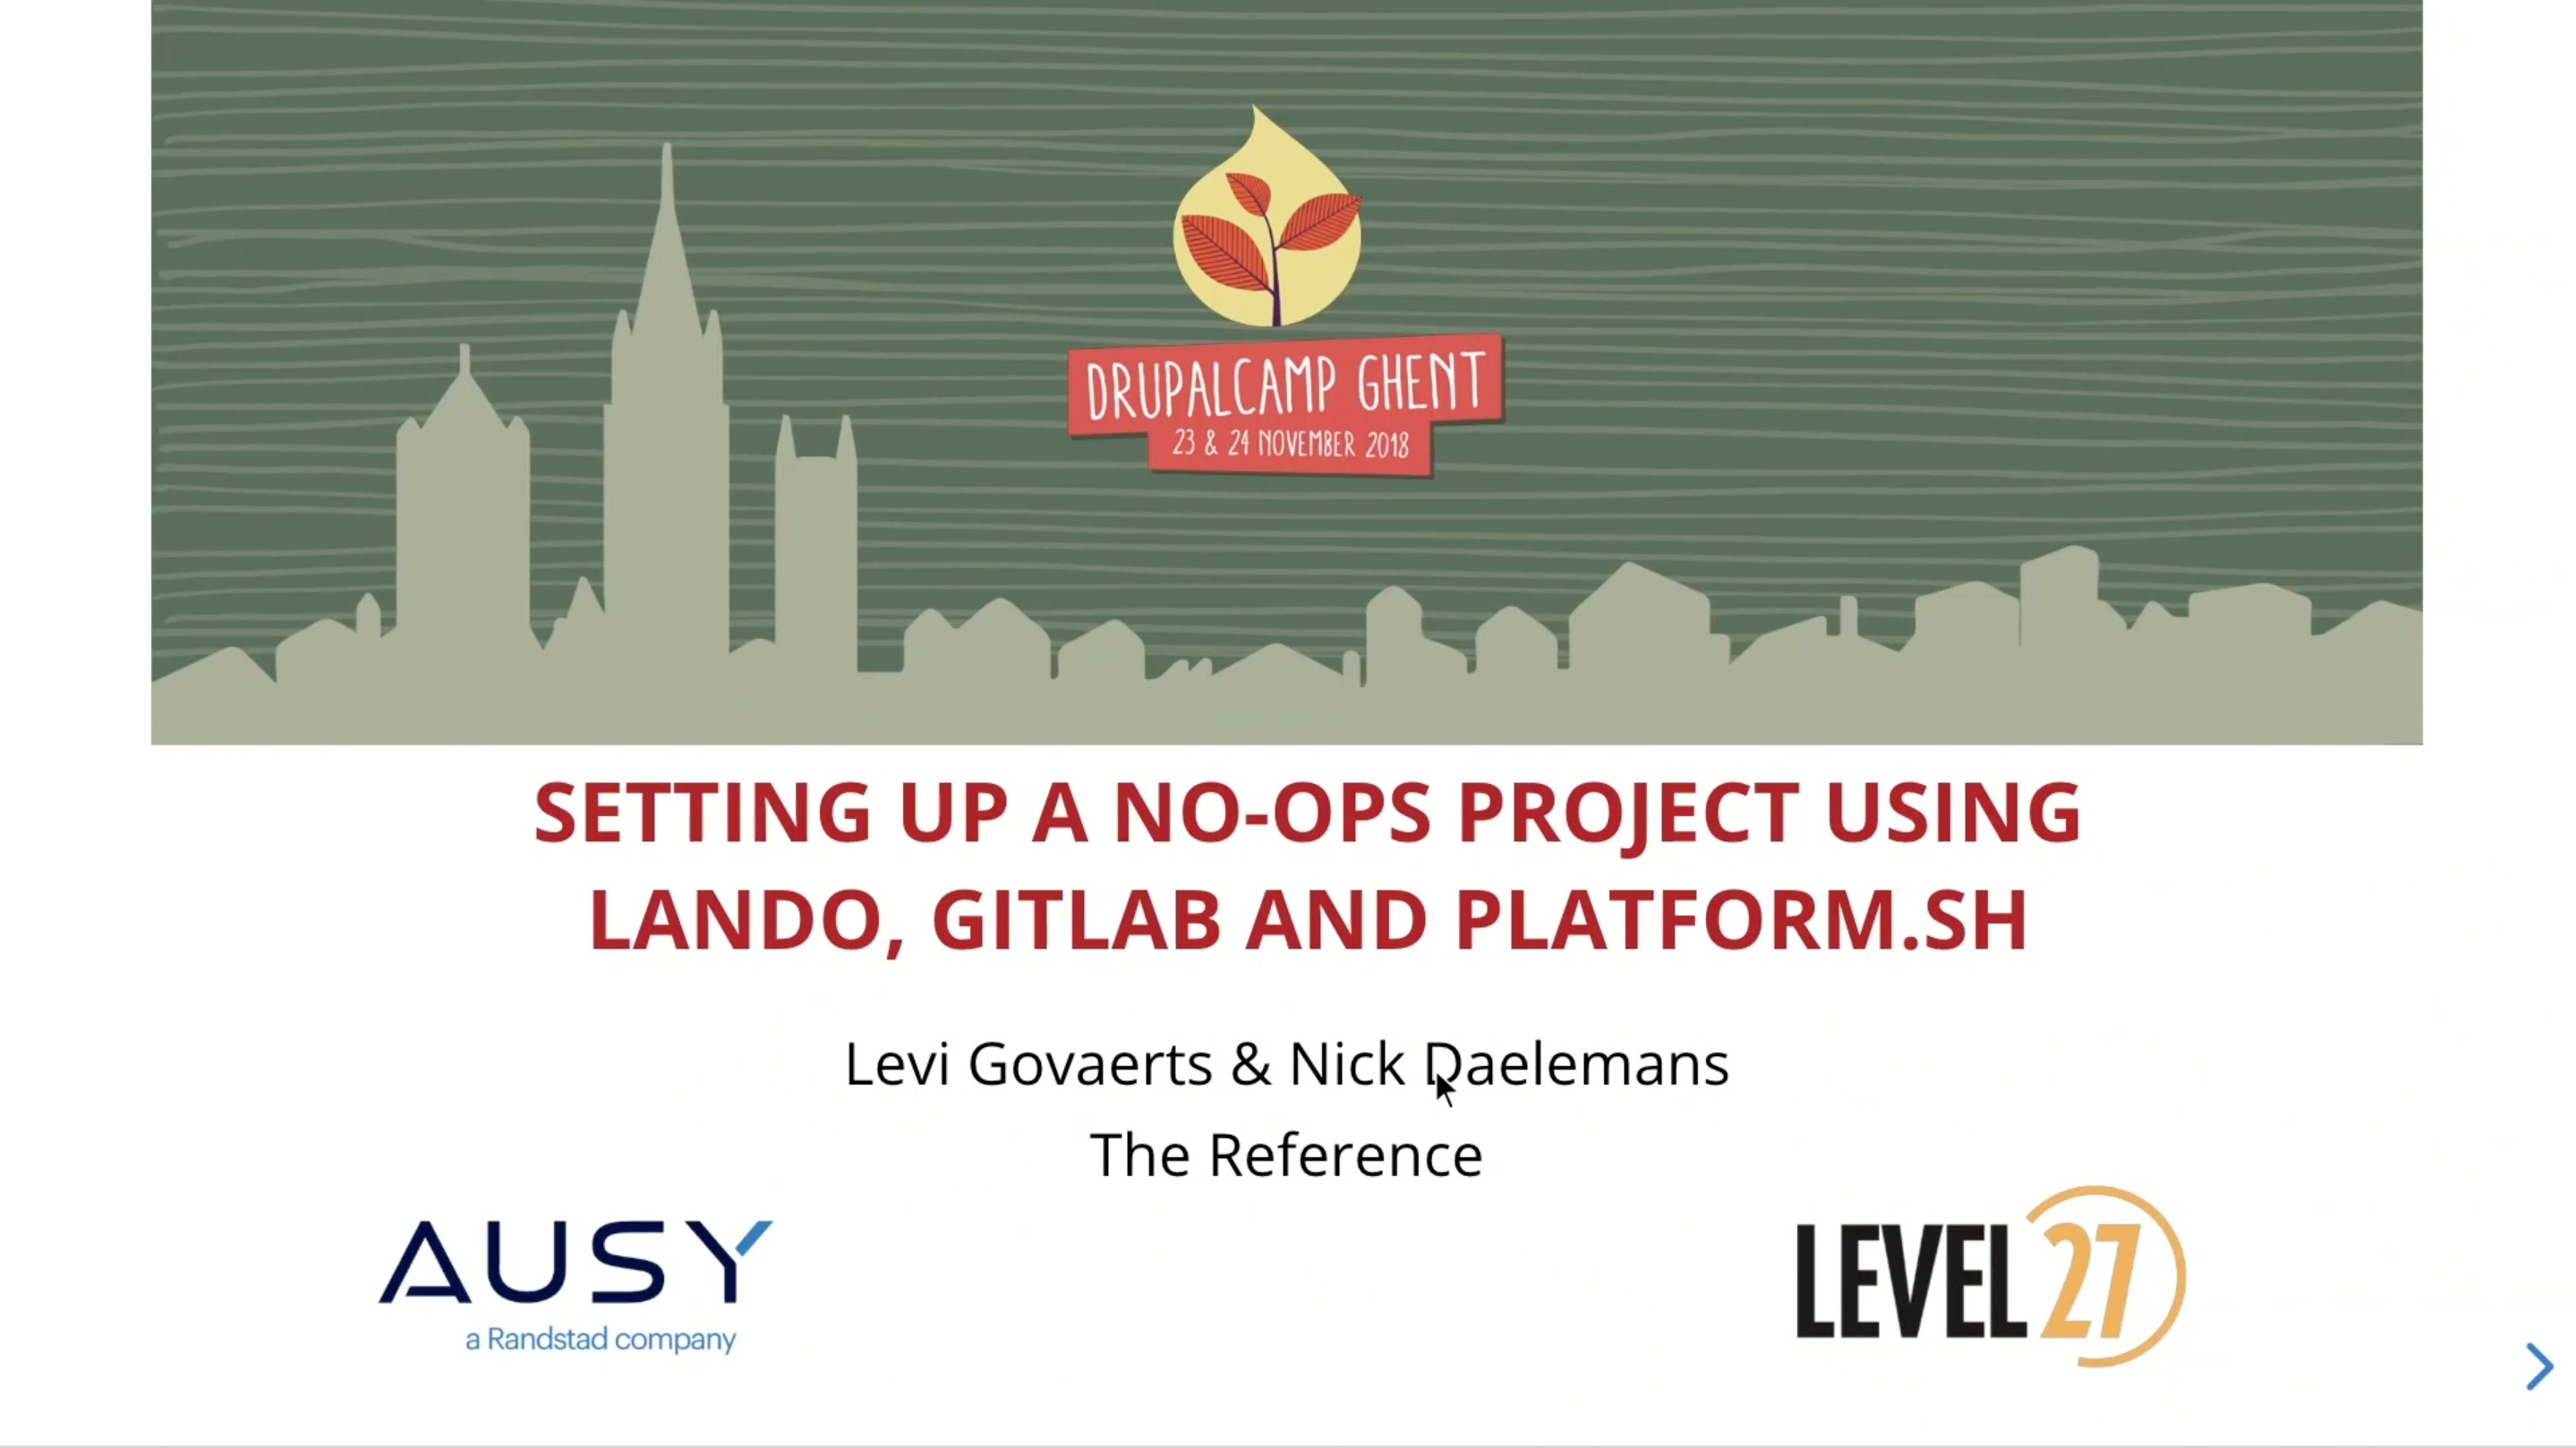 DRUPALCAMP GHENT
23 & 24 NOVEMBER 2018
SETTING UP A NO-OPS PROJECT USING
LANDO, GITLAB AND PLATFORM.SH
Levi Govaerts & Nick Daelemans
The Reference
AUSY
a Randstad company
LEVEL27